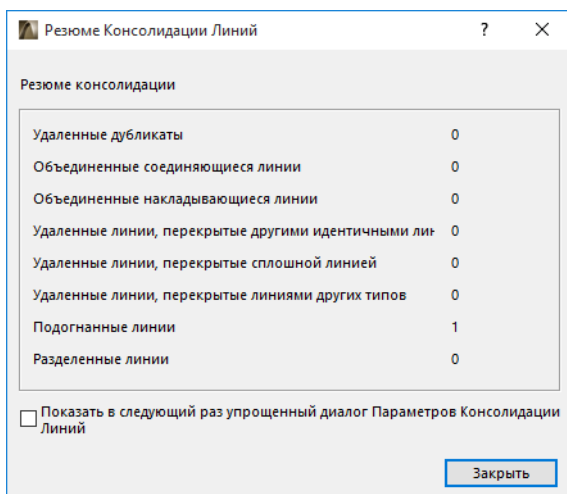 Резюме Консолидации Линий ?
Резюме консолидации
Удаленные дубликаты 0
Объединенные соединяющиеся линии 0
Объединенные накладывающиеся линии 0
Удаленные линии, перекрытые другими идентичными лин 0
Удаленные линии, перекрытые сплошной линией 0
Удаленные линии, перекрытые линиями других типов 0
Подогнанные линии 1
Разделенные линии 0
Показать в следующий раз упрощенный диалог Параметров Консолидации
Линий
Закрыть